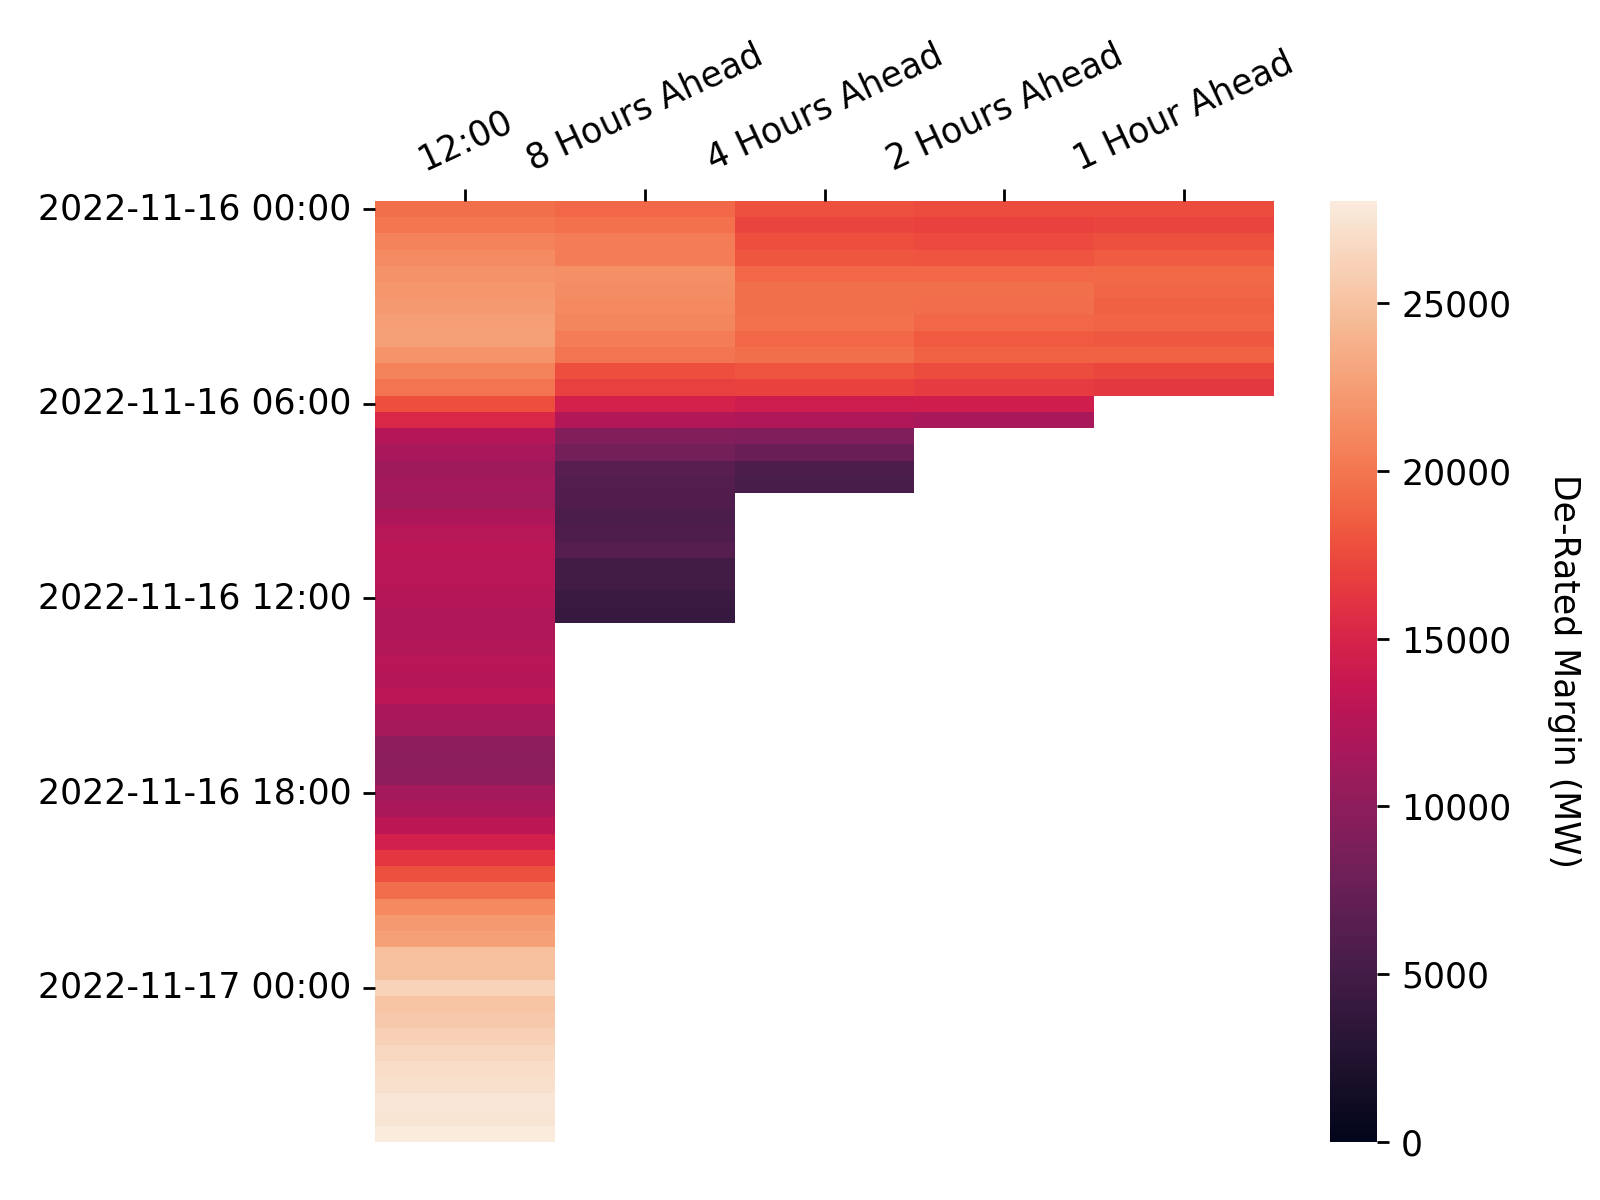 12:00
8 Hours Ahead
4 Hours Ahead
2 Hours Ahead
1 Hour Ahead
2022-11-16 00:00
2022-11-16 06:00
2022-11-16 12:00
2022-11-16 18:00
2022-11-17 00:00
25000
20000
15000
10000
5000
0
De-Rated Margin (MW)